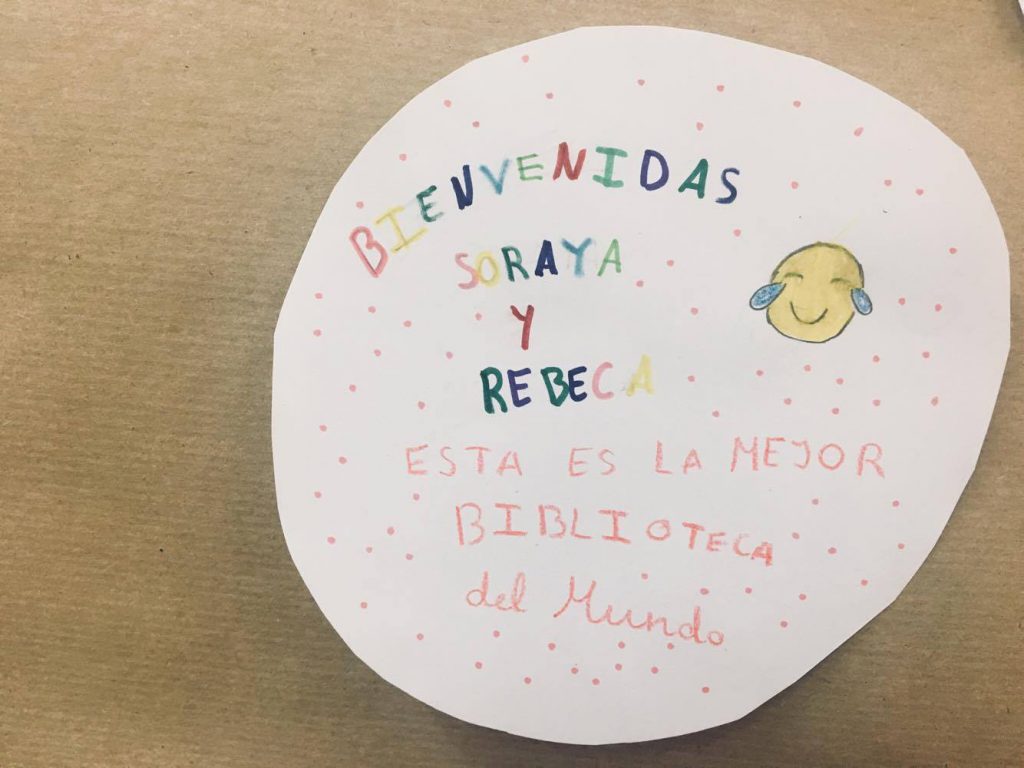 BIENVENIDAS
SORAYA
Y
REBECA
ESTA ES LA MEJOR
BIBLIOTECA
del Mundo